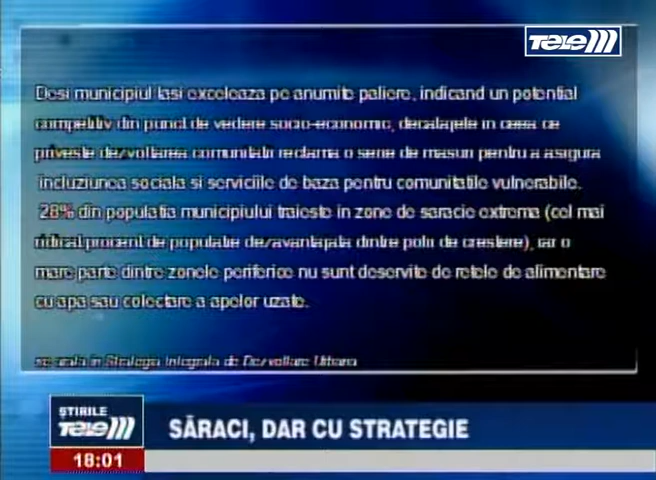 TELE///
Desi municipiul Iasi exceleaza pe anumite paliere, indicand un potential
competitiv din punct de vedere socio-economic, decalajele in ceea ce
priveste dezvoltarea comunitatii reclama o serie de masuri pentru a asigura
incluziunea sociala si serviciile de baza pentru comunitatile vulnerabile.
28% din populatia municipiului traieste in zone de saracie extrema (cel mai
ridicat procent de populatie dezavantajata dintre polii de crestere), iar o
mare parte dintre zonele periferice nu sunt deservite de retele de alimentare
cu apa sau colectare a apelor uzate.
se arata in Strategia Integrata de Dezvoltare Urbana
ŞTIRILE
TELE///
SĂRACI, DAR CU STRATEGIE
18:01